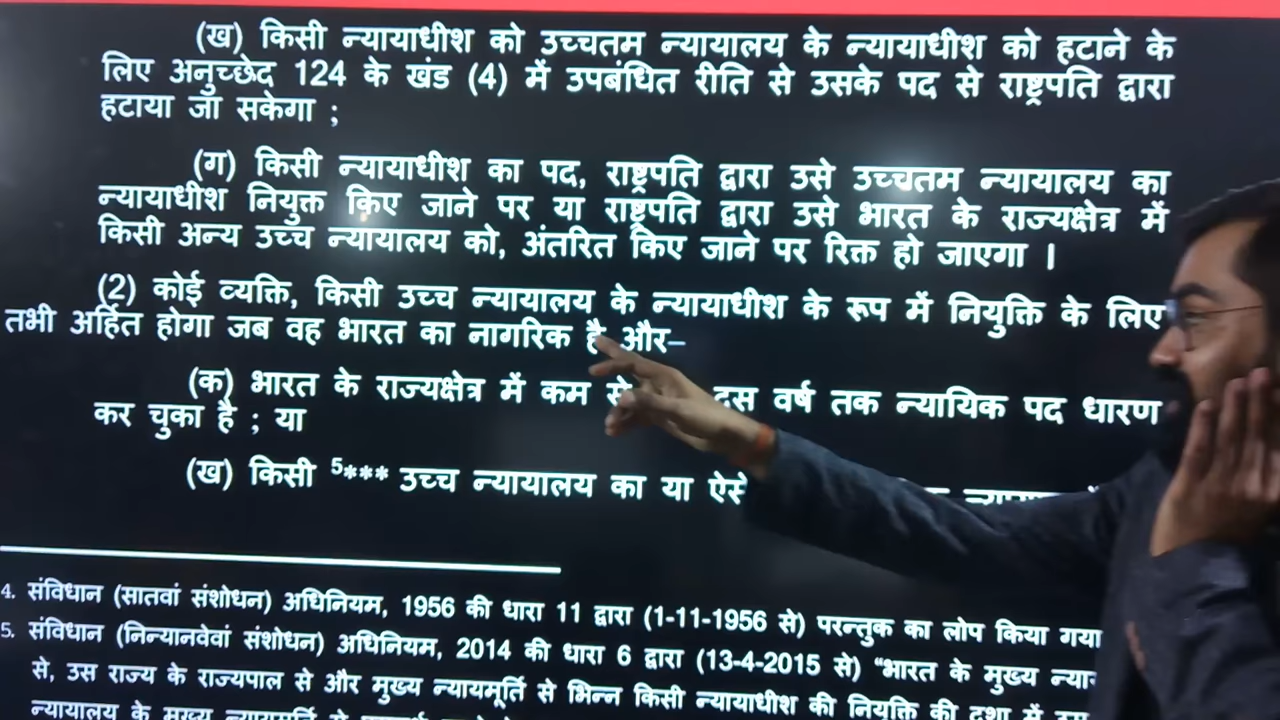 (ख) किसी न्यायाधीश को उच्चतम न्यायालय के न्यायाधीश को हटाने के
लिए अनुच्छेद 124 के खंड (4) में उपबंधित रीति से उसके पद से राष्ट्रपति द्वारा
हटाया जा सकेगा ;
(ग) किसी न्यायाधीश का पद, राष्ट्रपति द्वारा उसे उच्चतम न्यायालय का
न्यायाधीश नियुक्त किए जाने पर या राष्ट्रपति द्वारा उसे भारत के राज्यक्षेत्र में
किसी अन्य उच्च न्यायालय को, अंतरित किए जाने पर रिक्त हो जाएगा ।
(2) कोई व्यक्ति, किसी उच्च न्यायालय के न्यायाधीश के रूप में नियुक्ति के लिए
तभी अर्हित होगा जब वह भारत का नागरिक है और–
(क) भारत के राज्यक्षेत्र में कम से दस वर्ष तक न्यायिक पद धारण
कर चुका है ; या
(ख) किसी 5*** उच्च न्यायालय का या ऐसे
4. संविधान (सातवां संशोधन) अधिनियम, 1956 की धारा 11 द्वारा (1-11-1956 से) परन्तुक का लोप किया गया
5. संविधान (निन्यानवेवां संशोधन) अधिनियम, 2014 की धारा 6 द्वारा (13-4-2015 से) “भारत के मुख्य
से, उस राज्य के राज्यपाल से और मुख्य न्यायमूर्ति से भिन्न किसी न्यायाधीश की नियुक्ति की दशा में
न्यायालय के मुख्य न्यायमूर्ति से